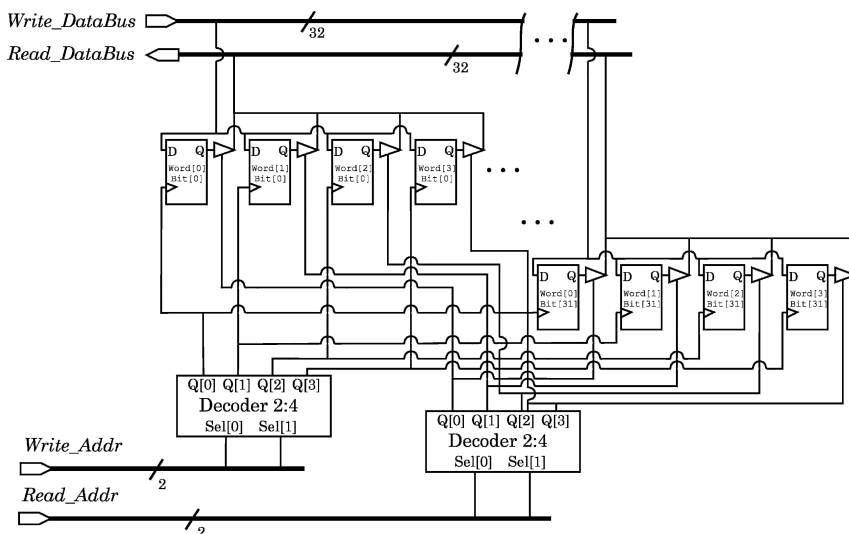 Write_DataBus
32
Read_DataBus
32
D Q D Q D Q D Q
Word[0] Word[1] Word[2] Word[3]
Bit[0] Bit[0] Bit[0] Bit[0]
D Q D Q D Q D Q
Word[0] Word[1] Word[2] Word[3]
Bit[31] Bit[31] Bit[31] Bit[31]
Q[0] Q[1] Q[2] Q[3]
Decoder 2:4
Sel[0] Sel[1]
Q[0] Q[1] Q[2] Q[3]
Decoder 2:4
Sel[0] Sel[1]
Write_Addr
2
Read_Addr
2